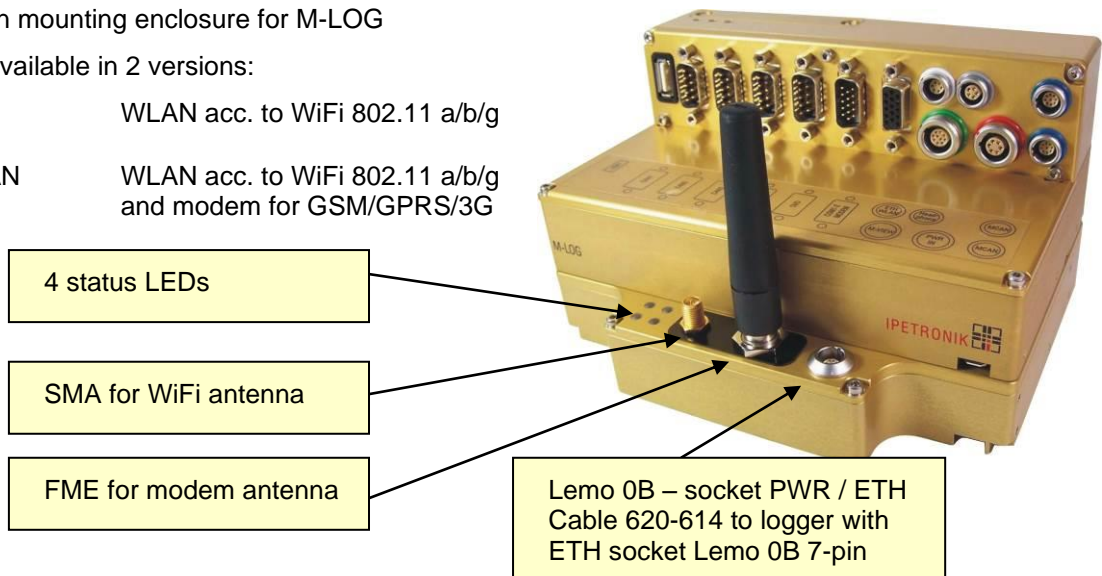 n mounting enclosure for M-LOG
vailable in 2 versions:
WLAN acc. to WiFi 802.11 a/b/g
AN WLAN acc. to WiFi 802.11 a/b/g
and modem for GSM/GPRS/3G
4 status LEDs
M-LOG
IPETRONIK
SMA for WiFi antenna
FME for modem antenna
Lemo 0B – socket PWR / ETH
Cable 620-614 to logger with
ETH socket Lemo 0B 7-pin